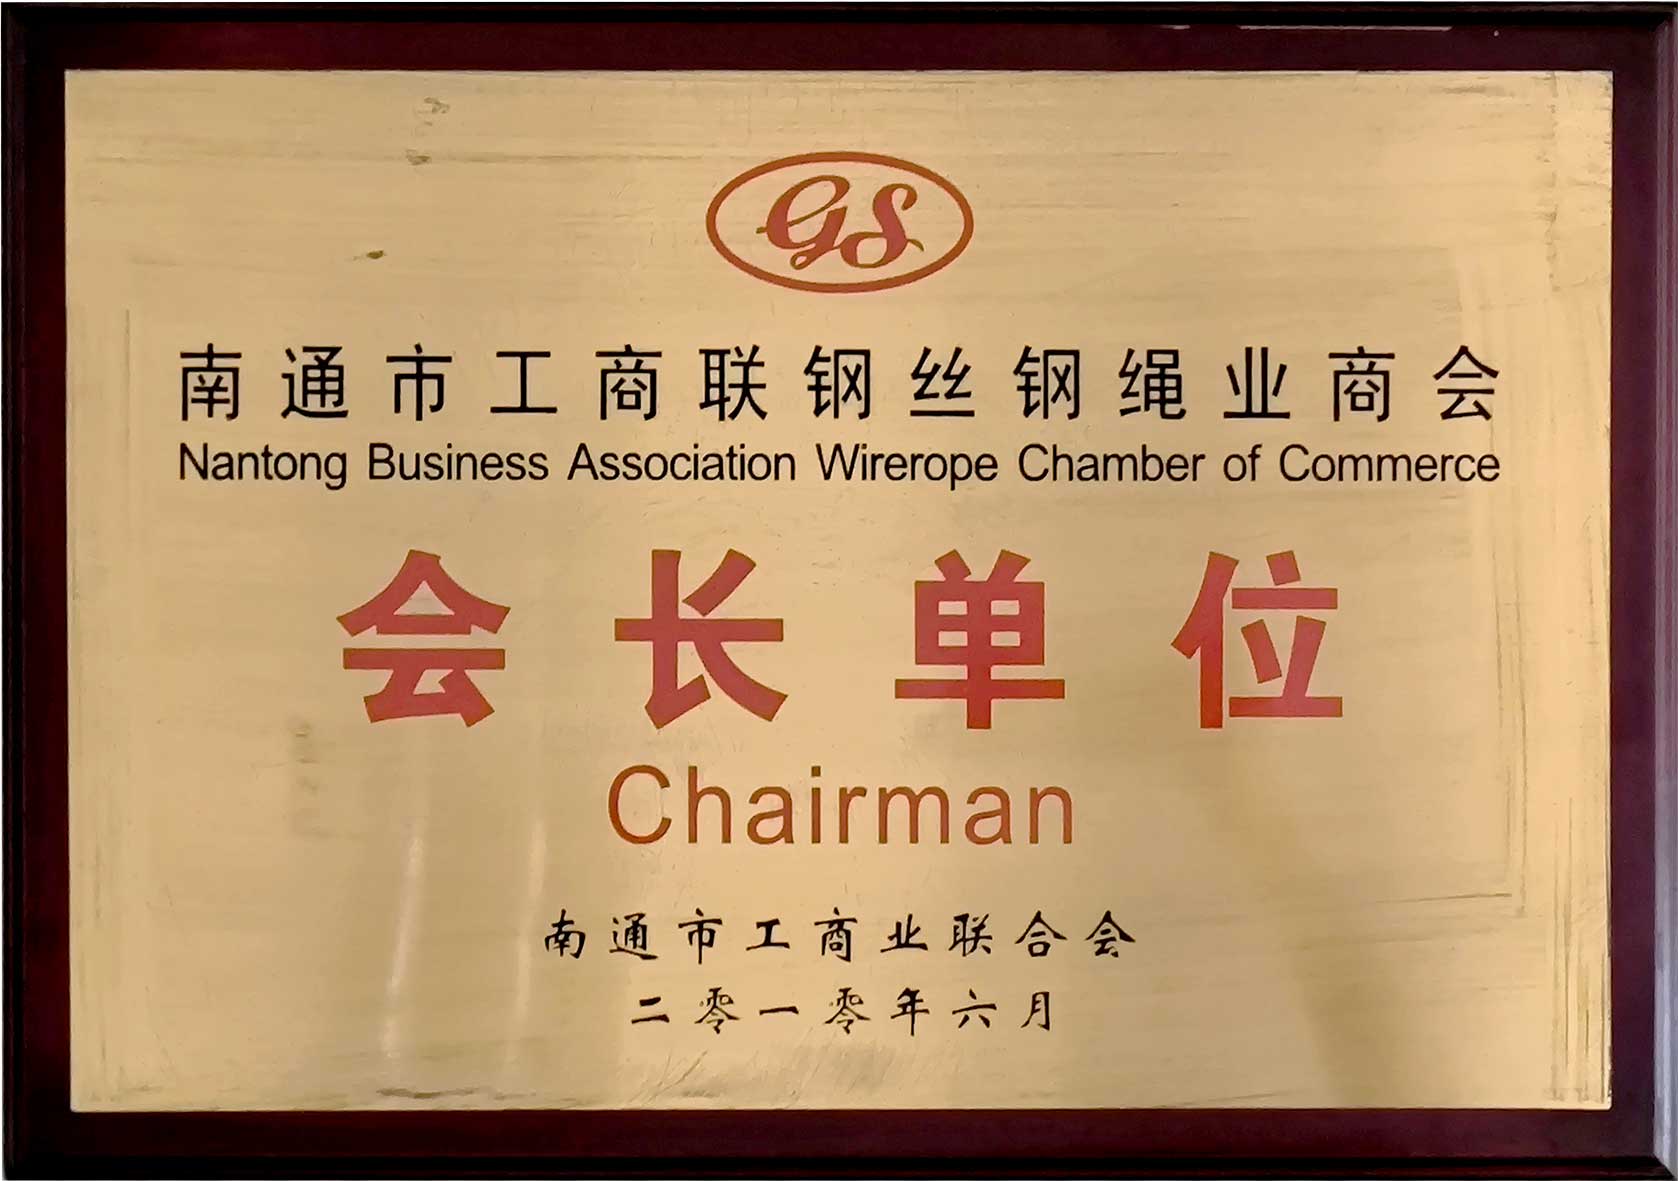 GS
南通市工商联钢丝钢绳业商会
Nantong Business Association Wirerope Chamber of Commerce
会长单位
Chairman
南通市工商业联合会
二零一零年六月